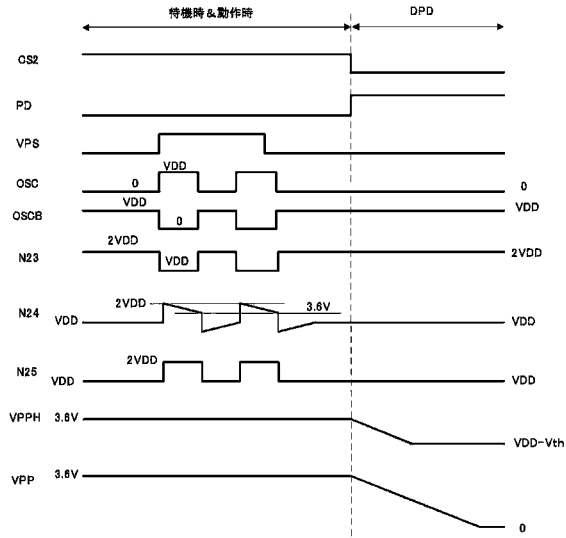 待機時&動作時 DPD
CS2
PD
VPS
VDD
OSC 0 0
VDD VDD
OSCB 0
2VDD
N23 VDD 2VDD
2VDD 3.6V
N24 VDD VDD
2VDD
N25 VDD VDD
VPPH 3.6V
VDD-Vth
VPP 3.6V
0